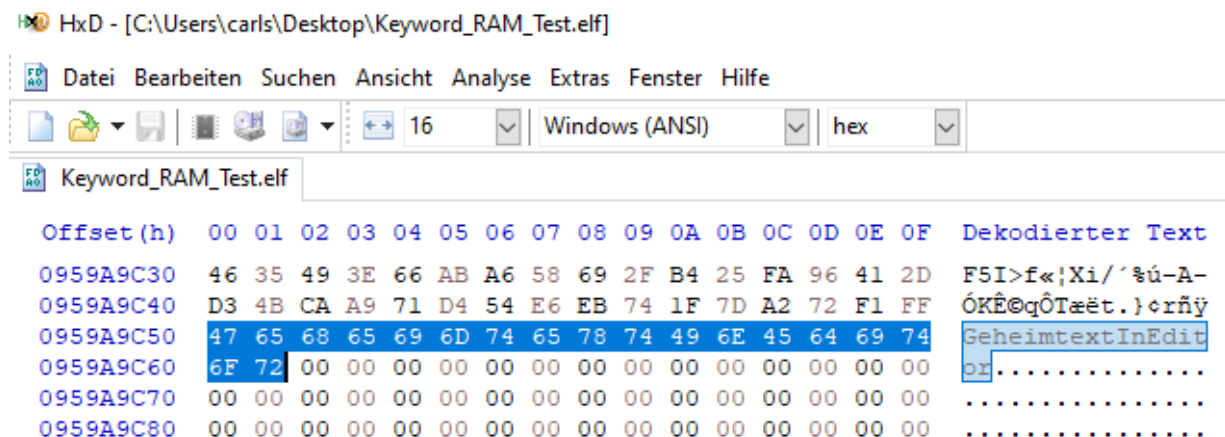 HxD - [C:\Users\carls\Desktop\Keyword_RAM_Test.elf]
Datei Bearbeiten Suchen Ansicht Analyse Extras Fenster Hilfe
16 Windows (ANSI) hex
Keyword_RAM_Test.elf
Offset(h) 00 01 02 03 04 05 06 07 08 09 0A 0B 0C 0D 0E 0F Dekodierter Text
0959A9C30 46 35 49 3E 66 AB A6 58 69 2F B4 25 FA 96 41 2D F5I>f«¦Xi/´%ú–A-
0959A9C40 D3 4B CA A9 71 D4 54 E6 EB 74 1F 7D A2 72 F1 FF ÓKÊ©qÔTæët.}¢rñÿ
0959A9C50 47 65 68 65 69 6D 74 65 78 74 49 6E 45 64 69 74 GeheimtextInEdit
0959A9C60 6F 72 00 00 00 00 00 00 00 00 00 00 00 00 00 00 or..............
0959A9C70 00 00 00 00 00 00 00 00 00 00 00 00 00 00 00 00 ................
0959A9C80 00 00 00 00 00 00 00 00 00 00 00 00 00 00 00 00 ................